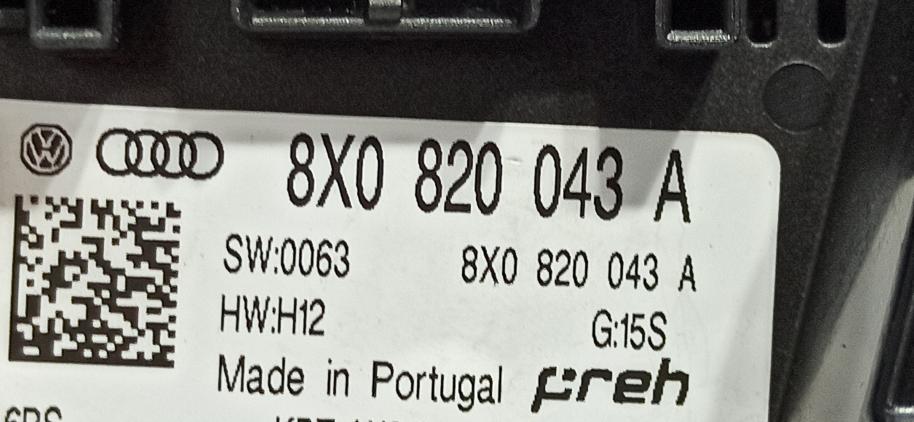 8X0 820 043 A
SW:0063 8X0 820 043 A
HW:H12 G:15S
Made in Portugal preh